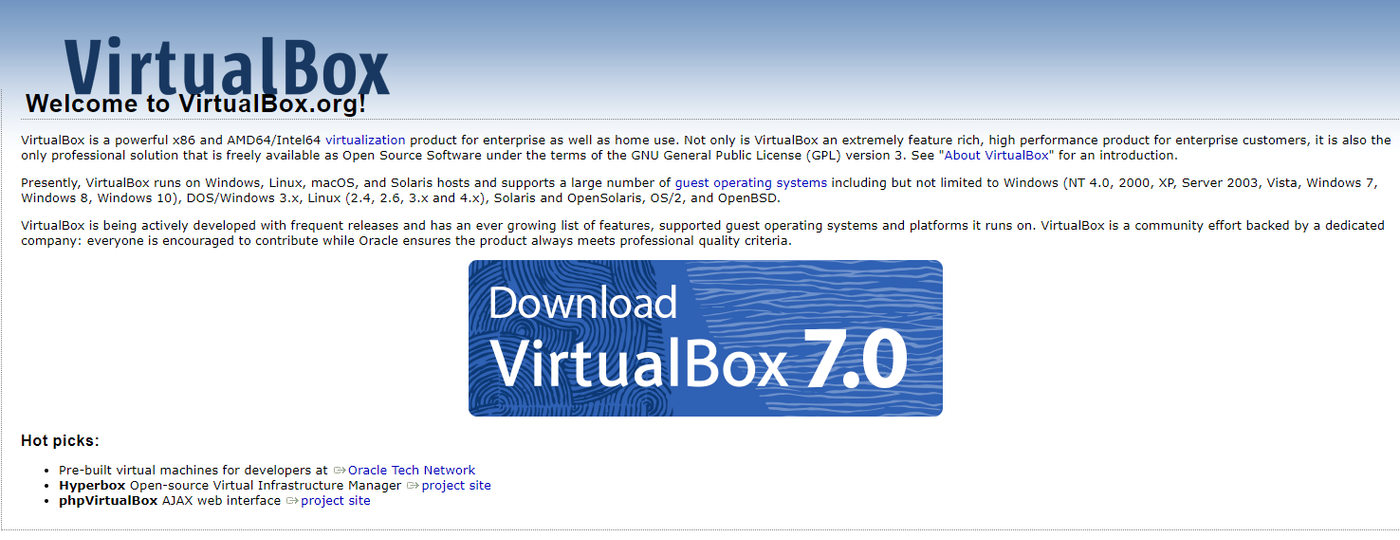 VirtualBox
Welcome to VirtualBox.org!
VirtualBox is a powerful x86 and AMD64/Intel64 virtualization product for enterprise as well as home use. Not only is VirtualBox an extremely feature rich, high performance product for enterprise customers, it is also the
only professional solution that is freely available as Open Source Software under the terms of the GNU General Public License (GPL) version 3. See "About VirtualBox" for an introduction.
Presently, VirtualBox runs on Windows, Linux, macOS, and Solaris hosts and supports a large number of guest operating systems including but not limited to Windows (NT 4.0, 2000, XP, Server 2003, Vista, Windows 7,
Windows 8, Windows 10), DOS/Windows 3.x, Linux (2.4, 2.6, 3.x and 4.x), Solaris and OpenSolaris, OS/2, and OpenBSD.
VirtualBox is being actively developed with frequent releases and has an ever growing list of features, supported guest operating systems and platforms it runs on. VirtualBox is a community effort backed by a dedicated
company: everyone is encouraged to contribute while Oracle ensures the product always meets professional quality criteria.
Download
VirtualBox 7.0
Hot picks:
• Pre-built virtual machines for developers at Oracle Tech Network
• Hyperbox Open-source Virtual Infrastructure Manager project site
• phpVirtualBox AJAX web interface project site